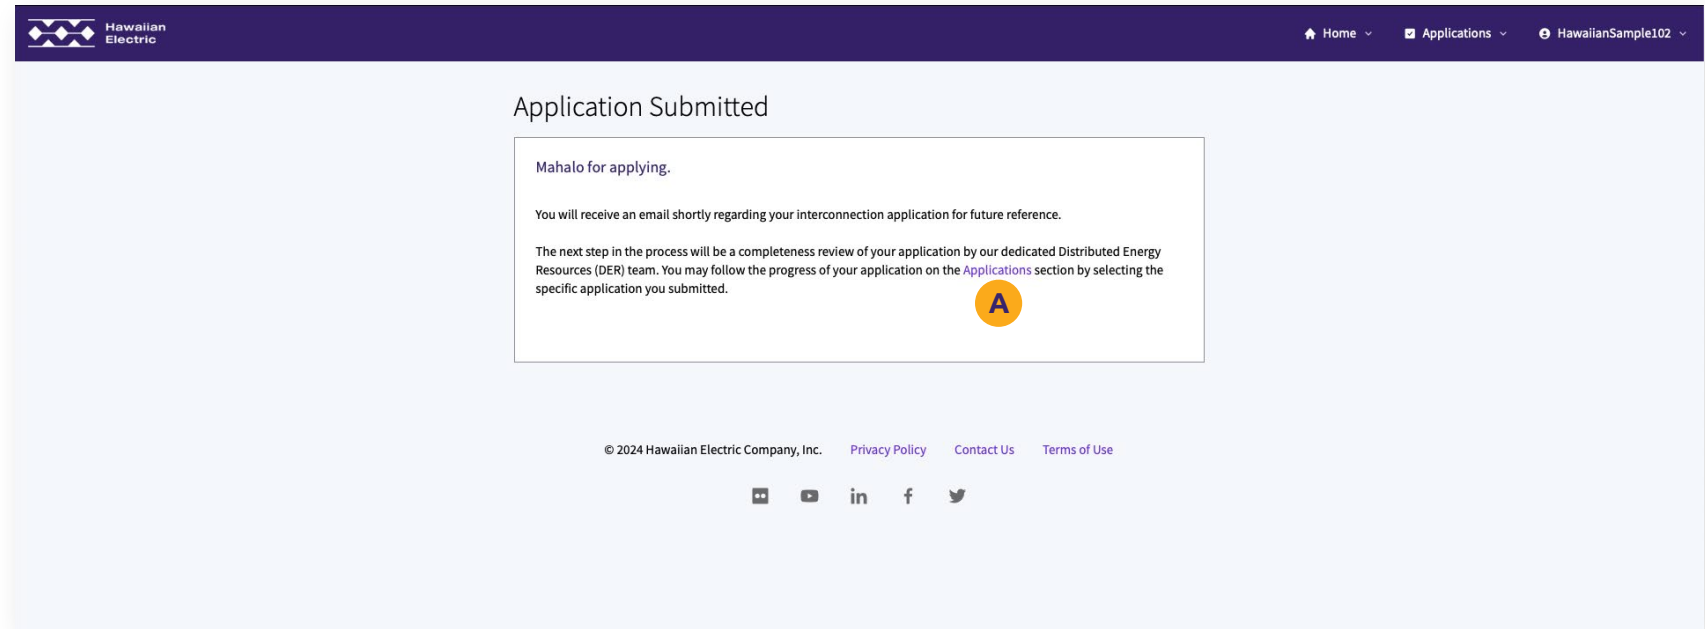 Hawaiian
Electric
Home
Applications
HawaiianSample102
Application Submitted
Mahalo for applying.
You will receive an email shortly regarding your interconnection application for future reference.
The next step in the process will be a completeness review of your application by our dedicated Distributed Energy
Resources (DER) team. You may follow the progress of your application on the Applications section by selecting the
specific application you submitted.
A
© 2024 Hawaiian Electric Company, Inc. Privacy Policy Contact Us Terms of Use